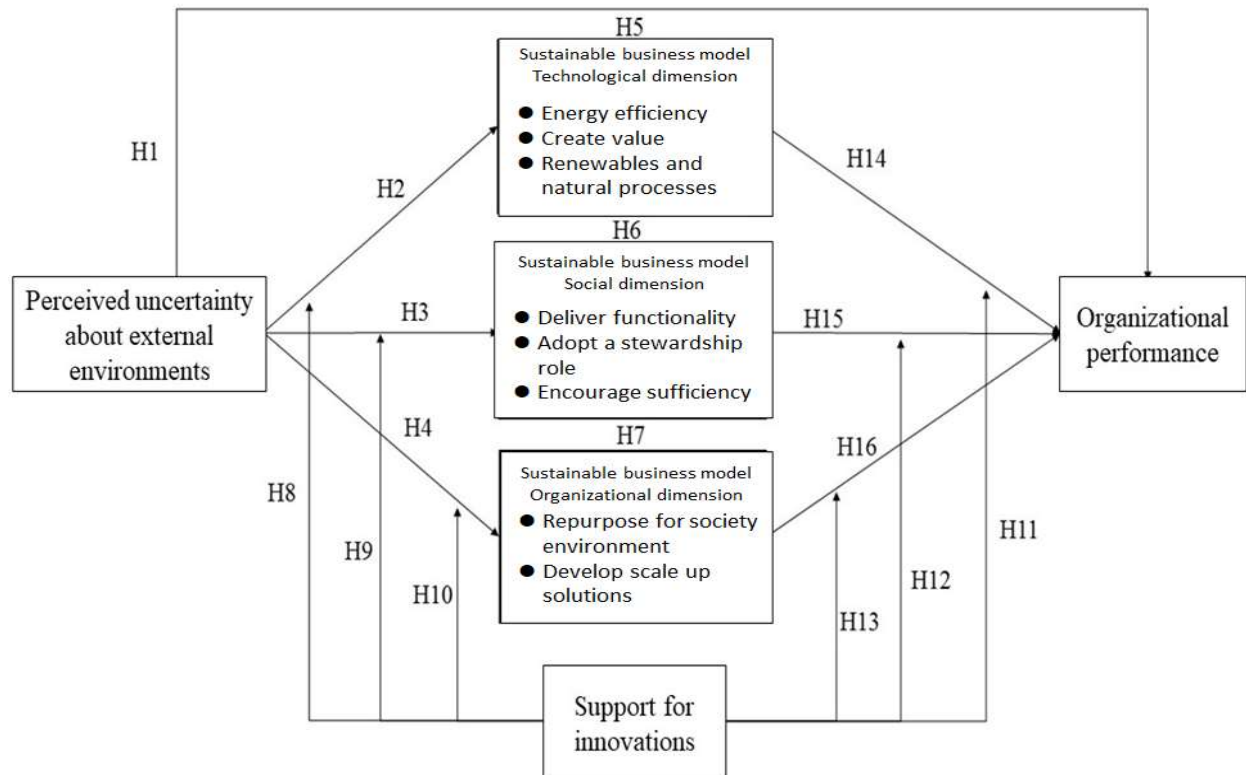 H5
Sustainable business model
Technological dimension
● Energy efficiency
● Create value
● Renewables and
natural processes
H1
H2
H14
H6
Sustainable business model
Social dimension
● Deliver functionality
● Adopt a stewardship
role
● Encourage sufficiency
Perceived uncertainty
about external
environments
H3
H15
Organizational
performance
H4
H7
H16
Sustainable business model
Organizational dimension
● Repurpose for society
environment
● Develop scale up
solutions
H8
H9
H10
H11
H12
H13
Support for
innovations